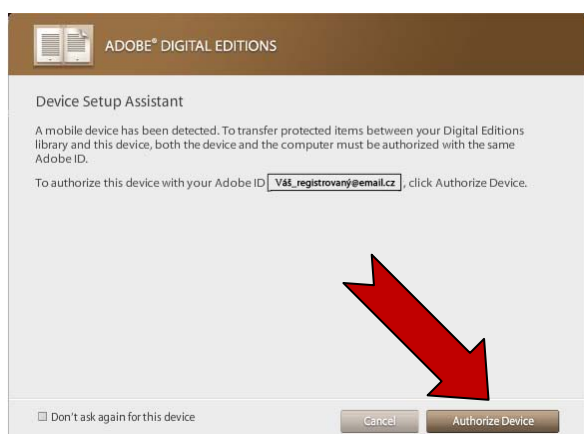 ADOBE® DIGITAL EDITIONS
Device Setup Assistant
A mobile device has been detected. To transfer protected items between your Digital Editions
library and this device, both the device and the computer must be authorized with the same
Adobe ID.
To authorize this device with your Adobe ID Váš_registrovaný@email.cz , click Authorize Device.
Don't ask again for this device
Cancel
Authorize Device